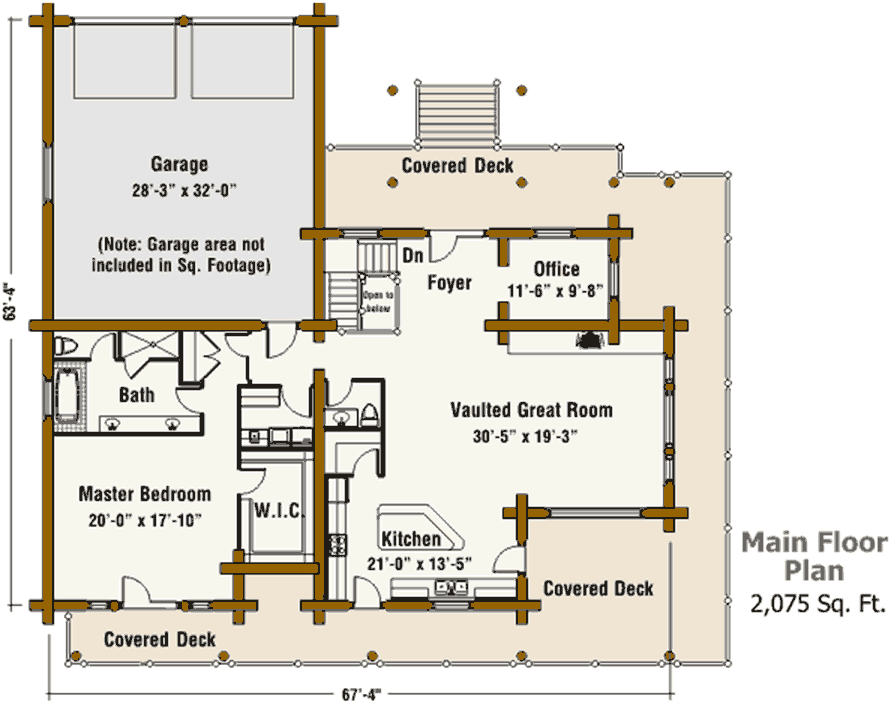 Garage
28'-3" x 32'-0"
(Note: Garage area not
included in Sq. Footage)
Covered Deck
Dn
Foyer
Open to
below
Office
11'-6" x 9'-8"
63'-4"
Bath
Vaulted Great Room
30'-5" x 19'-3"
Master Bedroom
20'-0" x 17'-10"
W.I.C.
Kitchen
21'-0" x 13'-5"
Covered Deck
Covered Deck
67'-4"
Main Floor
Plan
2,075 Sq. Ft.